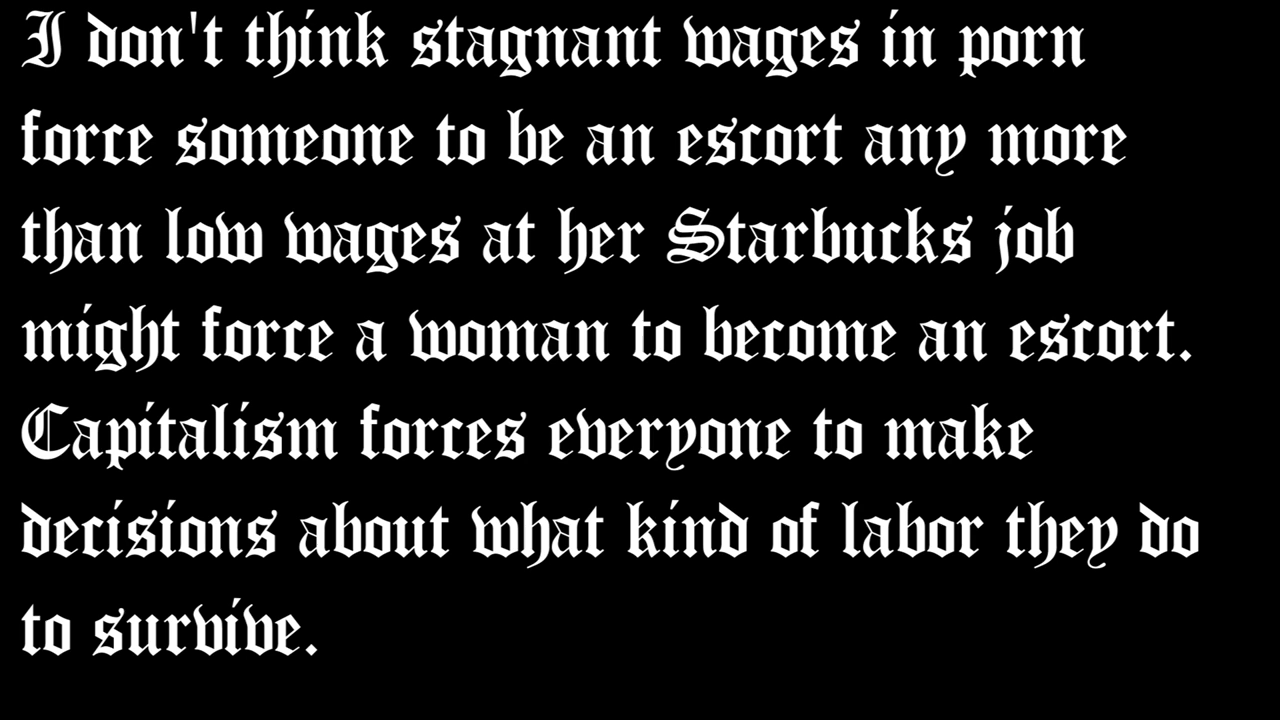 I don't think stagnant wages in porn
force someone to be an escort any more
than low wages at her Starbucks job
might force a woman to become an escort.
Capitalism forces everyone to make
decisions about what kind of labor they do
to survive.